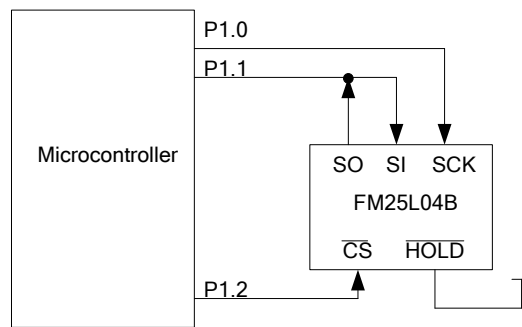 P1.0
P1.1
Microcontroller
SO SI SCK
FM25L04B
CS HOLD
P1.2